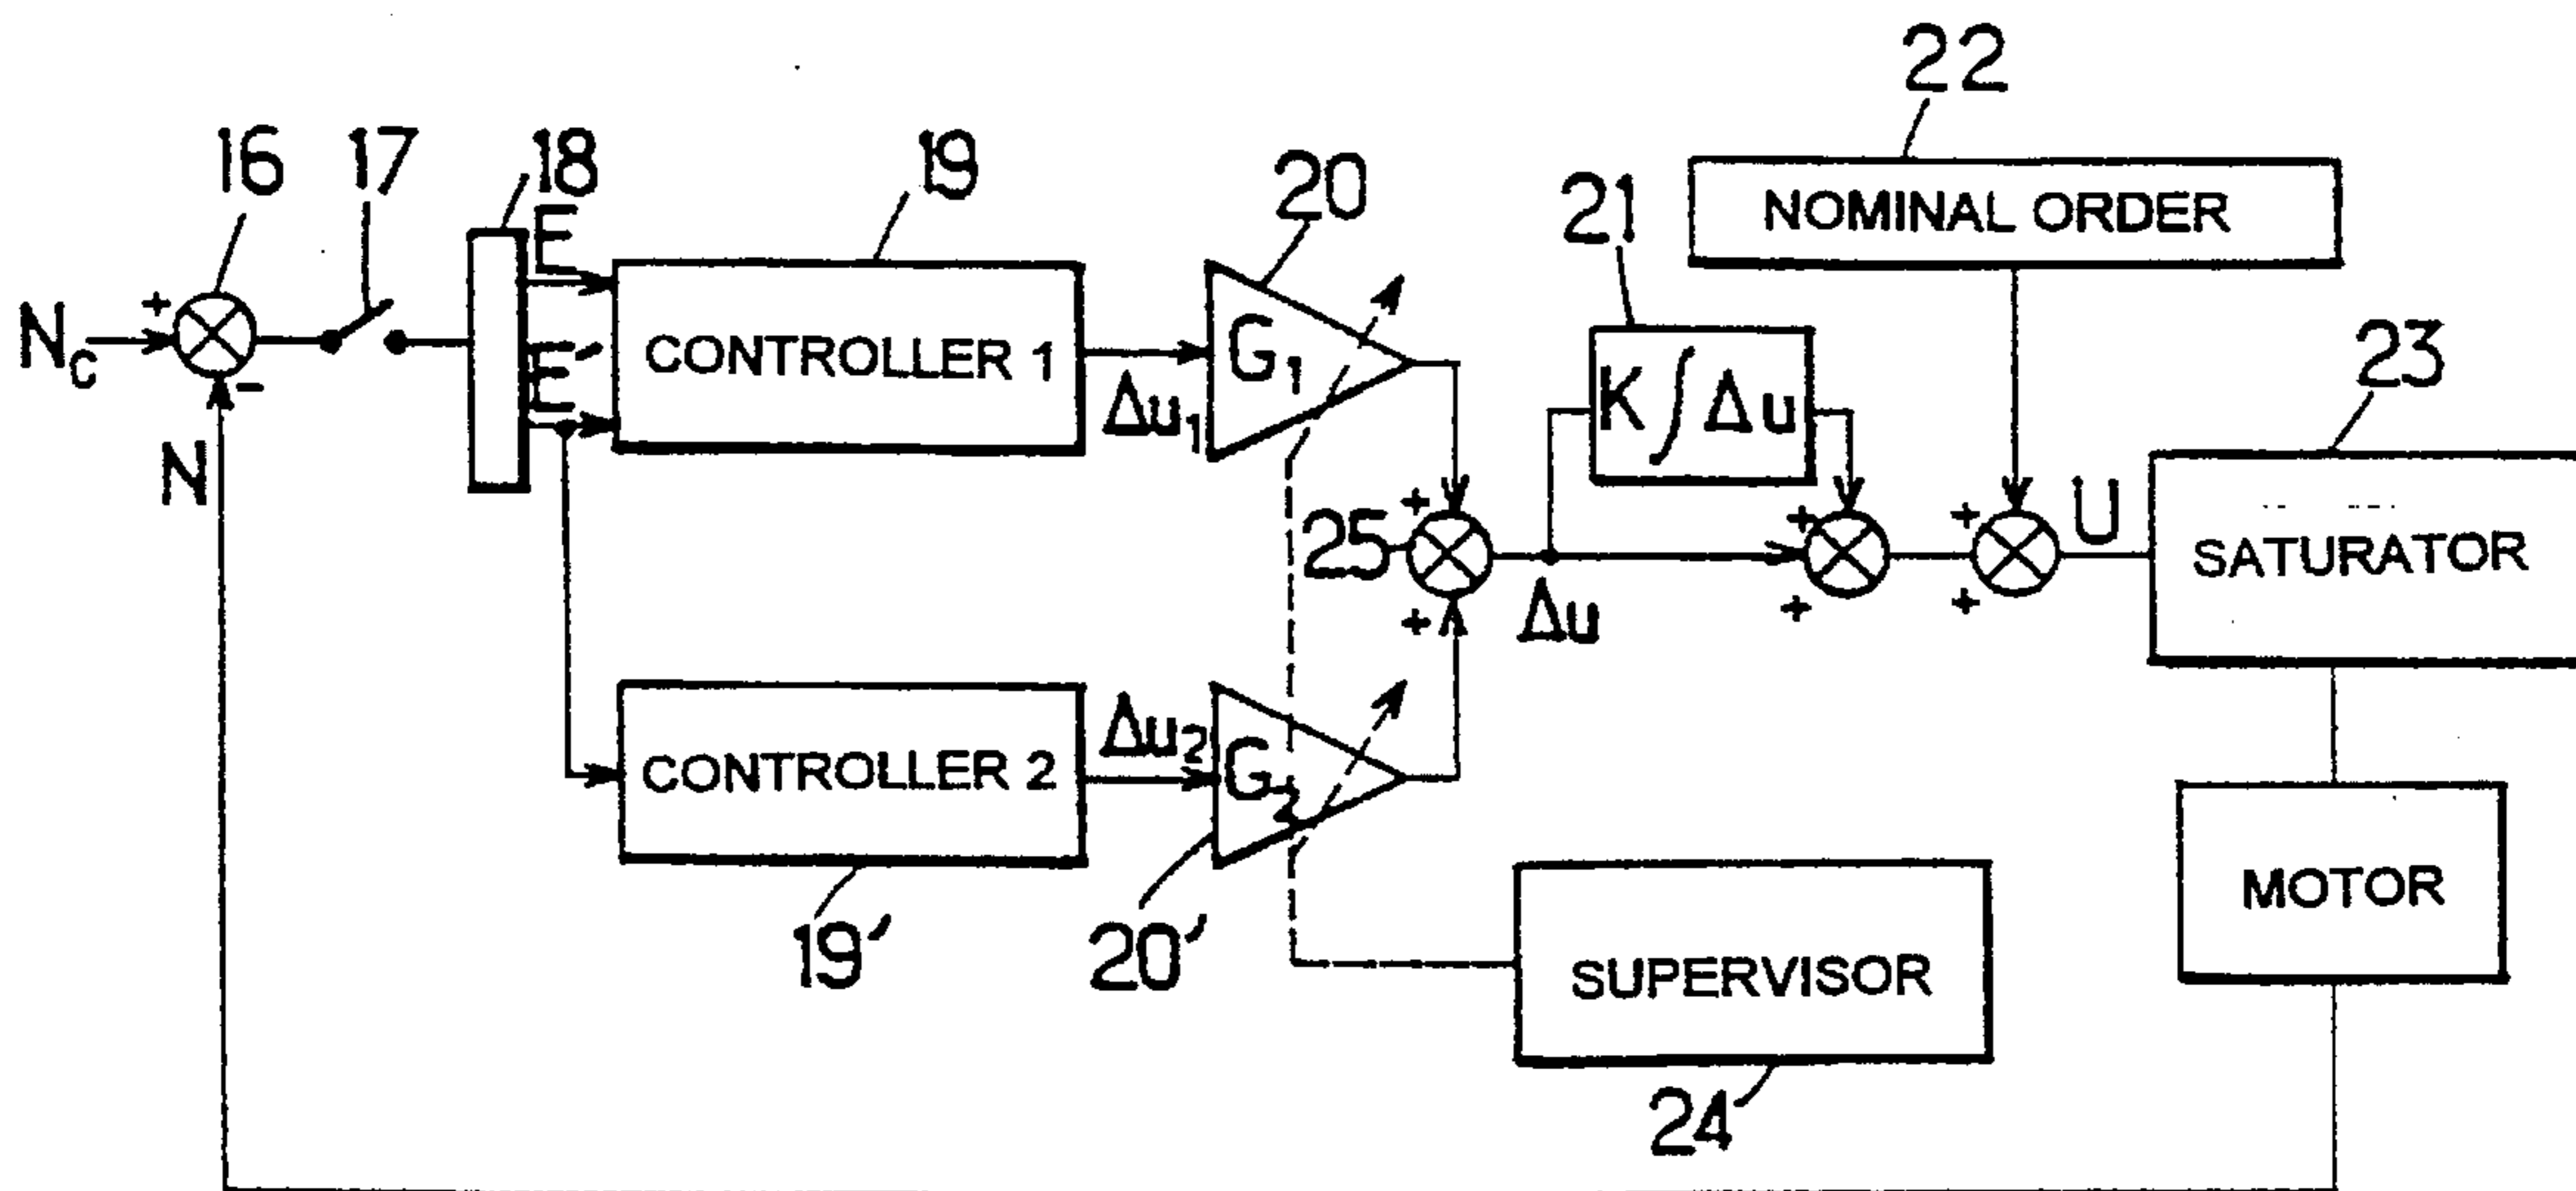 22
16
17
18
19
20
21
NOMINAL ORDER
23
E
N_c
+
-
E'
CONTROLLER 1
Δu₁
G₁
K∫Δu
N
25
+
+
Δu
+
+
+
+
U
SATURATOR
CONTROLLER 2
Δu₂
G₂
19'
20'
MOTOR
SUPERVISOR
24